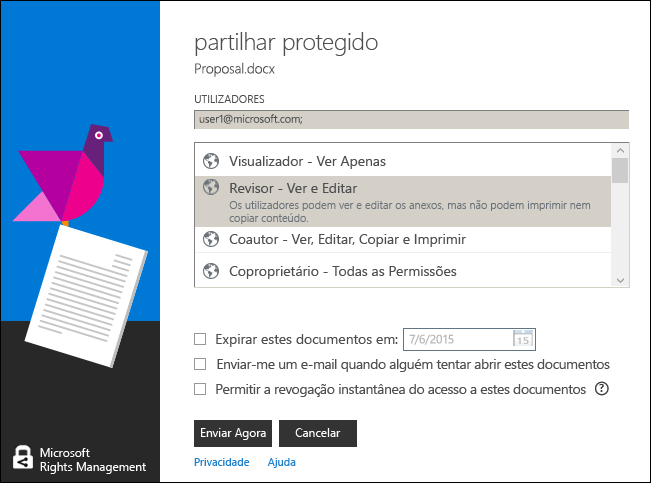 partilhar protegido
Proposal.docx
UTILIZADORES
user1@microsoft.com;
Visualizador - Ver Apenas
Revisor - Ver e Editar
Os utilizadores podem ver e editar os anexos, mas não podem imprimir nem
copiar conteúdo.
Coautor - Ver, Editar, Copiar e Imprimir
Coproprietário - Todas as Permissões
Expirar estes documentos em: 7/6/2015 15
Enviar-me um e-mail quando alguém tentar abrir estes documentos
Permitir a revogação instantânea do acesso a estes documentos ?
Enviar Agora Cancelar
Privacidade Ajuda
Microsoft
Rights Management